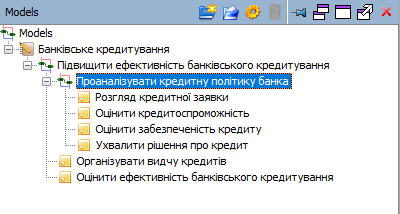 Models
Models
Банківське кредитування
Підвищити ефективність банківського кредитування
Проаналізувати кредитну політику банка
Розгляд кредитної заявки
Оцінити кредитоспроможність
Оцінити забезпеченість кредиту
Ухвалити рішення про кредит
Організувати видчу кредитів
Оцінити ефективність банківського кредитування